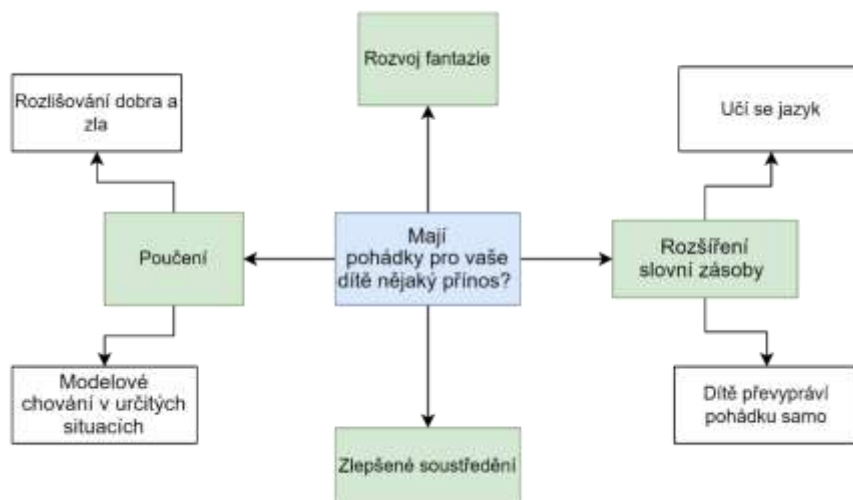 Rozvoj fantazie
Rozlišování dobra a
zla
Učí se jazyk
Poučení
Mají
pohádky pro vaše
dítě nějaký přínos?
Rozšíření
slovní zásoby
Modelové
chování v určitých
situacích
Dítě převypráví
pohádku samo
Zlepšené soustředění